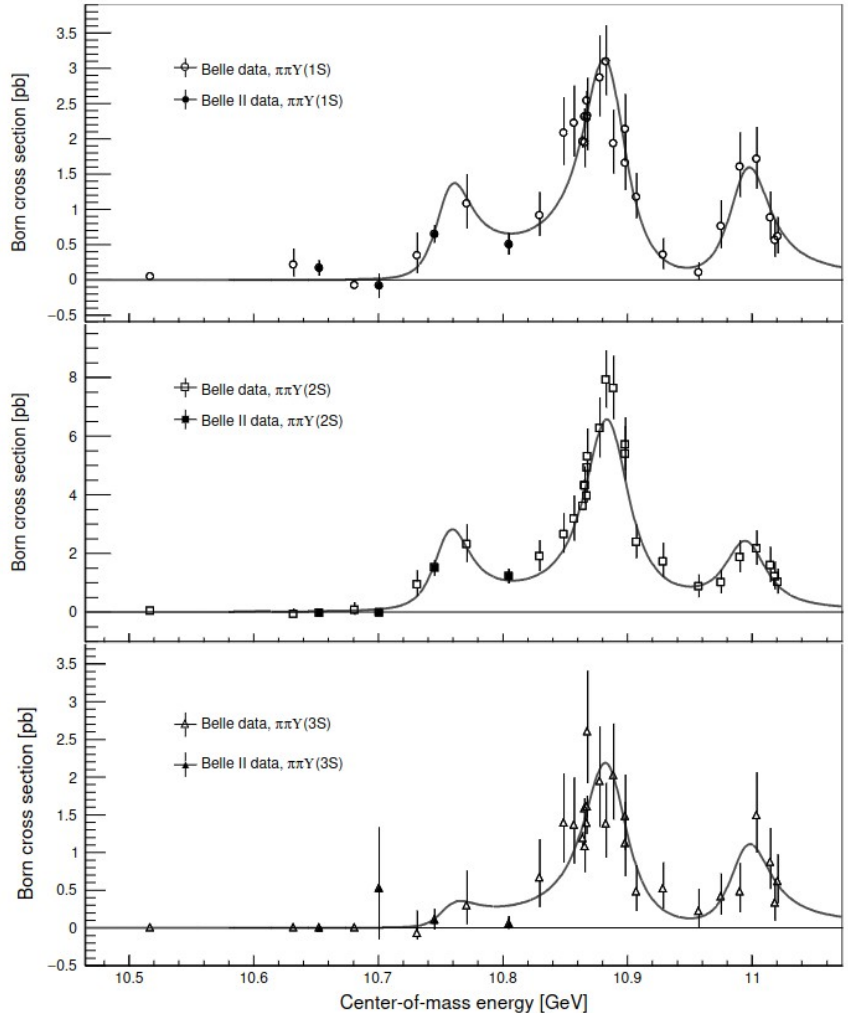 3.5
3
2.5
2
1.5
1
0.5
0
−0.5
Born cross section [pb]
Belle data, ππΥ(1S)
Belle II data, ππΥ(1S)
8
6
4
2
0
Born cross section [pb]
Belle data, ππΥ(2S)
Belle II data, ππΥ(2S)
3.5
3
2.5
2
1.5
1
0.5
0
−0.5
Born cross section [pb]
Belle data, ππΥ(3S)
Belle II data, ππΥ(3S)
10.5 10.6 10.7 10.8 10.9 11
Center-of-mass energy [GeV]